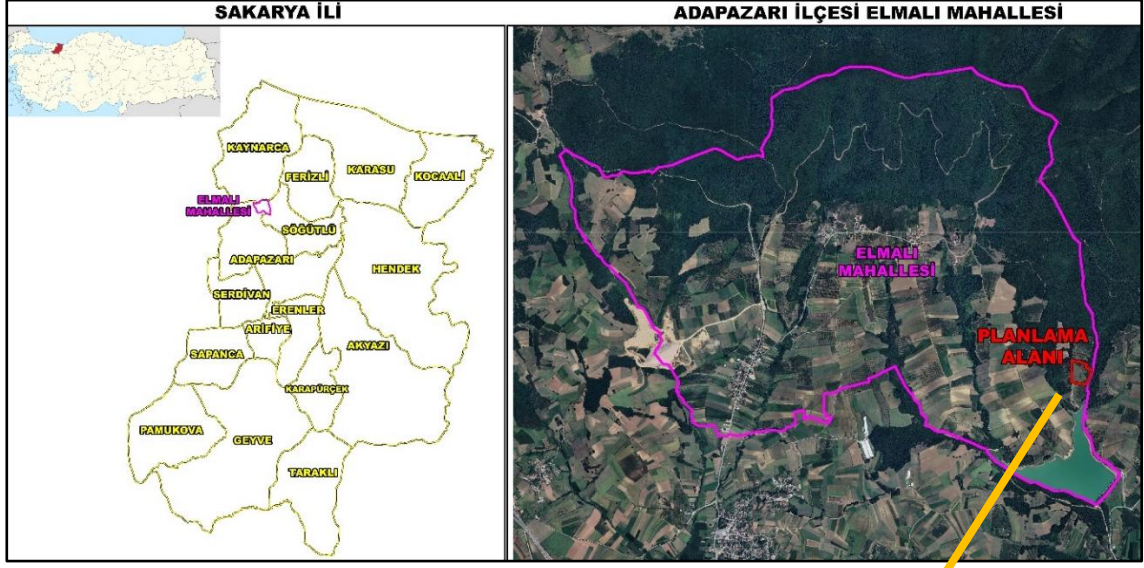 SAKARYA İLİ
ADAPAZARI İLÇESİ ELMALI MAHALLESİ
KAYNARCA
FERİZLİ
KARASU
KOCAALİ
ELMALI
MAHALLESİ
SÖĞÜTLÜ
ADAPAZARI
HENDEK
SERDİVAN
ERENLER
ARİFİYE
SAPANCA
AKYAZI
KARAPÜRÇEK
PAMUKOVA
GEYVE
TARAKLI
ELMALI
MAHALLESİ
PLANLAMA
ALANI